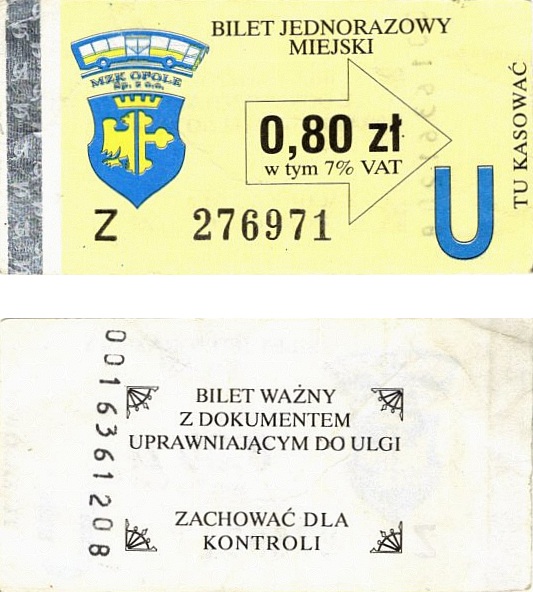 BILET JEDNORAZOWY
MIEJSKI
MZK OPOLE
Sp. z o.o.
0,80 zł
w tym 7% VAT
TU KASOWAĆ
U
Z 276971
0016361208
BILET WAŻNY
Z DOKUMENTEM
UPRAWNIAJĄCYM DO ULGI
ZACHOWAĆ DLA
KONTROLI